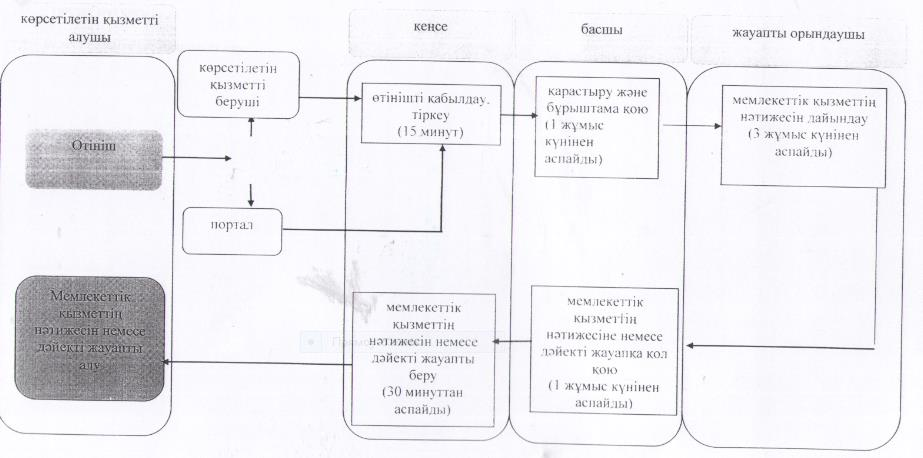 көрсетілетін қызметті
алушы
кеңсе
басшы
жауапты орындаушы
көрсетілетін
қызметті
беруші
Өтініш
портал
өтінішті қабылдау,
тіркеу
(15 минут)
қарастыру және
бұрыштама қою
(1 жұмыс
күнінен
аспайды)
мемлекеттік қызметтің
нәтижесін дайындау
(3 жұмыс күнінен
аспайды)
Мемлекеттік
қызметтің
нәтижесін немесе
дәйекті жауапты
алу
мемлекеттік
қызметтің
нәтижесін немесе
дәйекті жауапты
беру
(30 минуттан
аспайды)
мемлекеттік
қызметтің
нәтижесіне немесе
дәйекті жауапқа қол
қою
(1 жұмыс күнінен
аспайды)